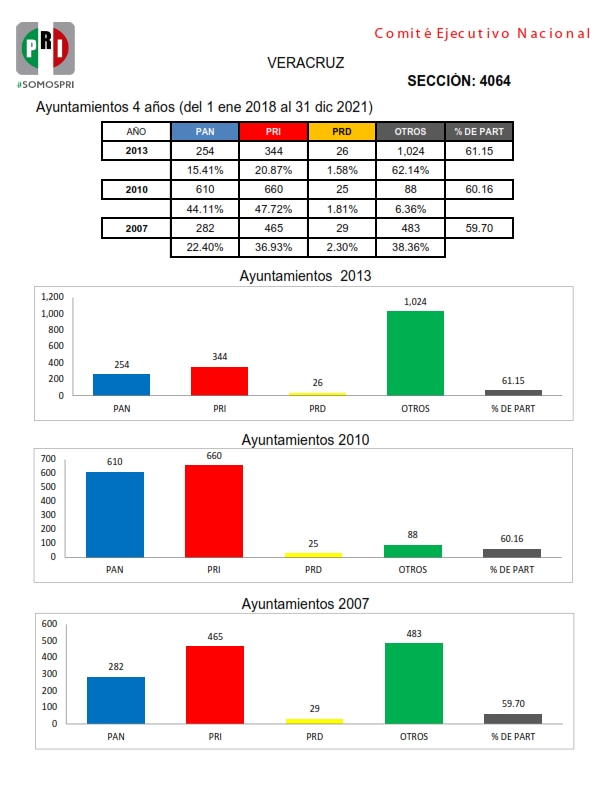 Comité Ejecutivo Nacional
PRI
#SOMOSPRI
VERACRUZ
SECCIÓN: 4064
Ayuntamientos 4 años (del 1 ene 2018 al 31 dic 2021)
AÑO PAN PRI PRD OTROS % DE PART
2013 254 344 26 1,024 61.15
15.41% 20.87% 1.58% 62.14%
2010 610 660 25 88 60.16
44.11% 47.72% 1.81% 6.36%
2007 282 465 29 483 59.70
22.40% 36.93% 2.30% 38.36%
Ayuntamientos 2013
1,200
1,000
800
600
400
200
0
254 344 26 1,024 61.15
PAN PRI PRD OTROS % DE PART
Ayuntamientos 2010
700
600
500
400
300
200
100
0
610 660 25 88 60.16
PAN PRI PRD OTROS % DE PART
Ayuntamientos 2007
600
500
400
300
200
100
0
282 465 29 483 59.70
PAN PRI PRD OTROS % DE PART